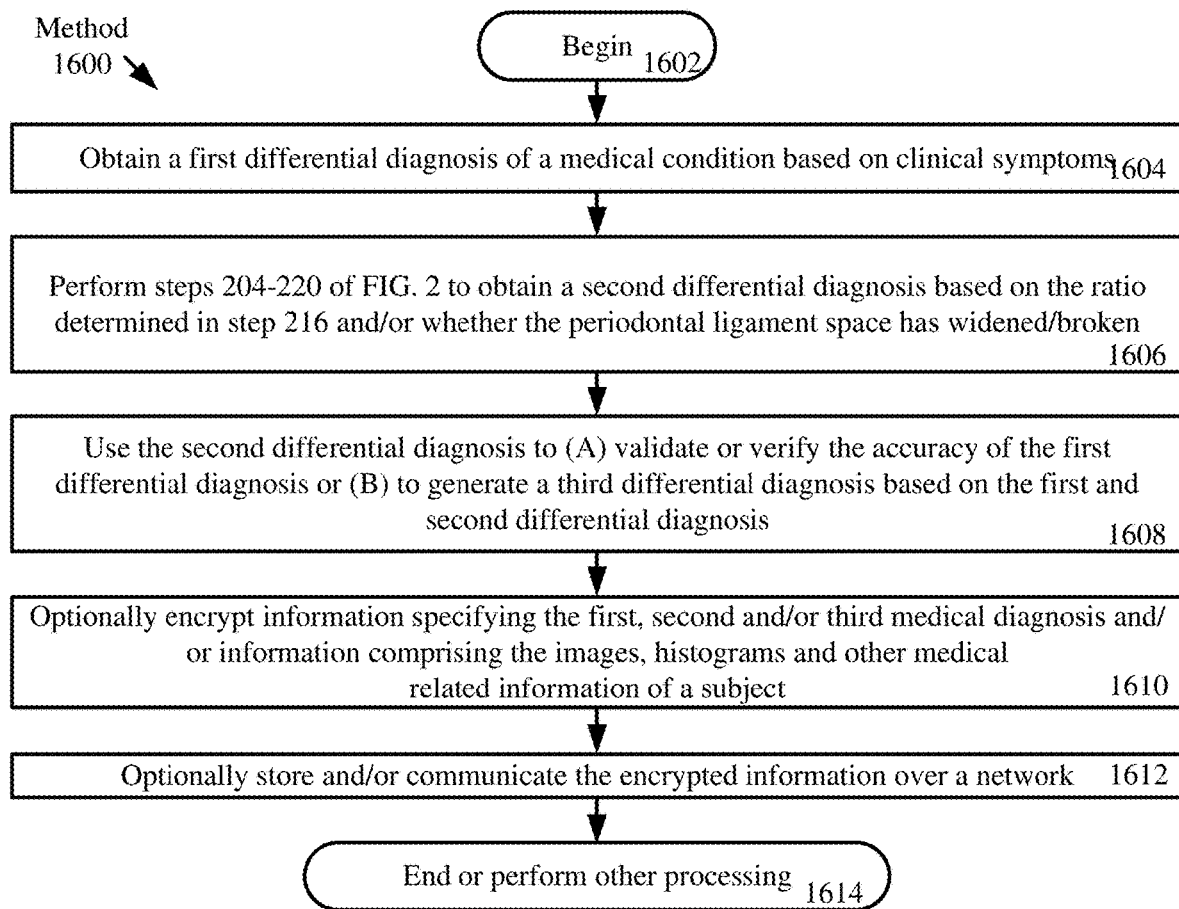 Method
1600
Begin
1602
Obtain a first differential diagnosis of a medical condition based on clinical symptoms
1604
Perform steps 204-220 of FIG. 2 to obtain a second differential diagnosis based on the ratio
determined in step 216 and/or whether the periodontal ligament space has widened/broken
1606
Use the second differential diagnosis to (A) validate or verify the accuracy of the first
differential diagnosis or (B) to generate a third differential diagnosis based on the first and
second differential diagnosis
1608
Optionally encrypt information specifying the first, second and/or third medical diagnosis and/
or information comprising the images, histograms and other medical
related information of a subject
1610
Optionally store and/or communicate the encrypted information over a network
1612
End or perform other processing
1614